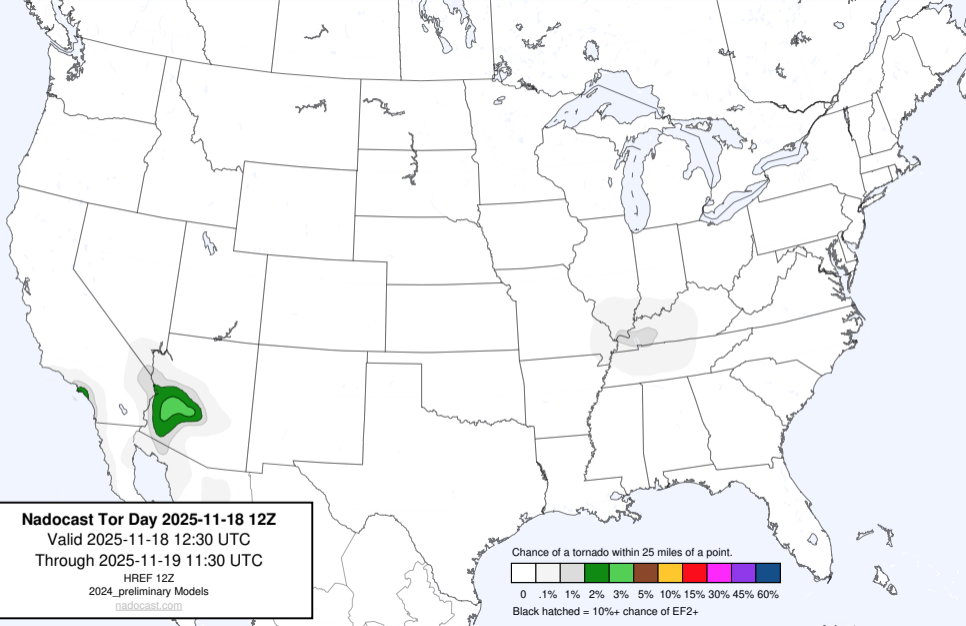 Nadocast Tor Day 2025-11-18 12Z
Valid 2025-11-18 12:30 UTC
Through 2025-11-19 11:30 UTC
HREF 12Z
2024_preliminary Models
nadocast.com
Chance of a tornado within 25 miles of a point.
0 .1% 1% 2% 3% 5% 10% 15% 30% 45% 60%
Black hatched = 10%+ chance of EF2+